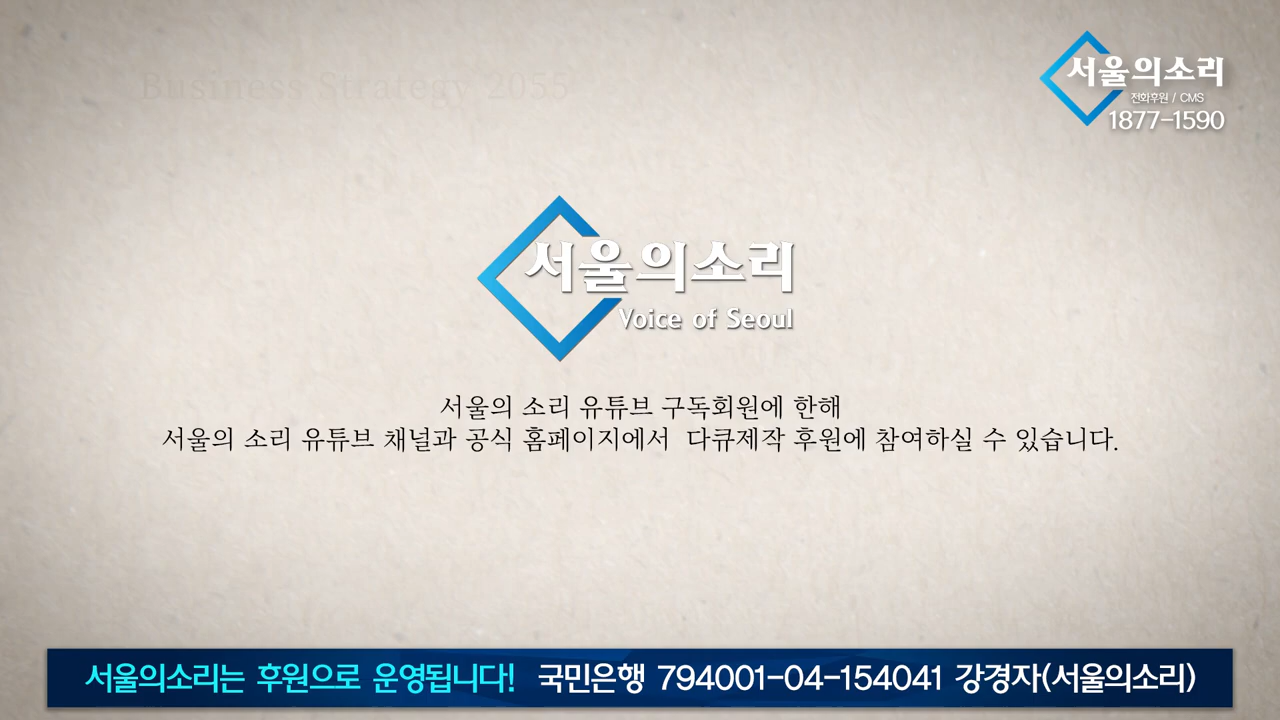 Business Strategy 2055
서울의소리
전화후원 / CMS
1877-1590
서울의소리
Voice of Seoul
서울의 소리 유튜브 구독회원에 한해
서울의 소리 유튜브 채널과 공식 홈페이지에서 다큐제작 후원에 참여하실 수 있습니다.
서울의소리는 후원으로 운영됩니다! 국민은행 794001-04-154041 강경자(서울의소리)